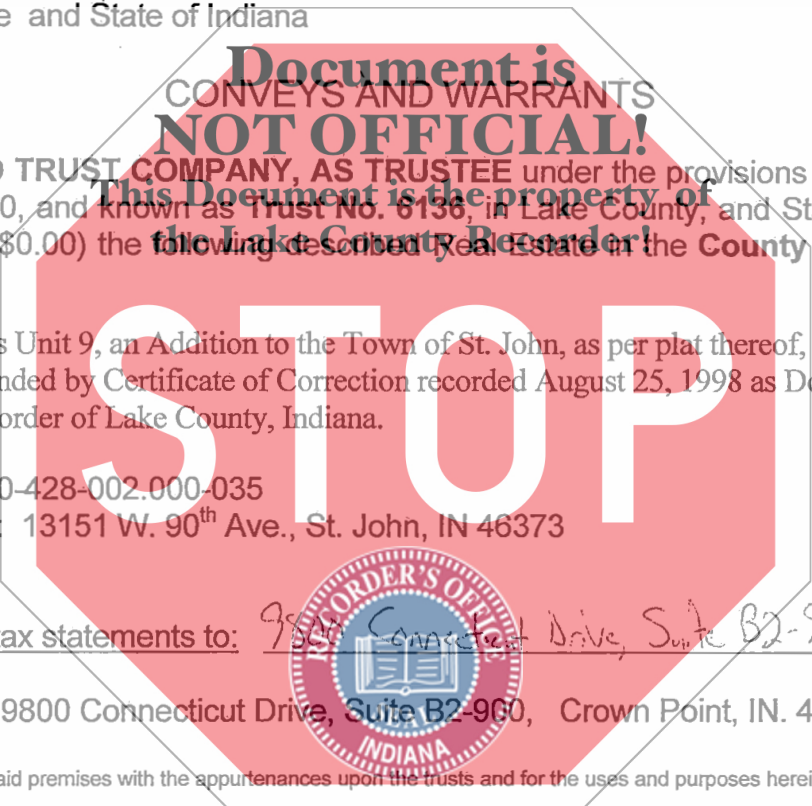 e and State of Indiana
Document is
CONVEYS AND WARRANTS
NOT OFFICIAL!
D TRUST COMPANY, AS TRUSTEE under the provisions
This Document is the property of
0, and known as Trust No. 6136, in Lake County, and St
the Lake County Recorder!
$0.00) the following described Real Estate in the County
s Unit 9, an Addition to the Town of St. John, as per plat thereof,
nded by Certificate of Correction recorded August 25, 1998 as Do
order of Lake County, Indiana.
STOP
0-428-002.000-035
: 13151 W. 90th Ave., St. John, IN 46373
RECORDER'S OFFICE
tax statements to: 9800 Connecticut Drive, Suite B2-9
SEAL
9800 Connecticut Drive, Suite B2-900, Crown Point, IN. 4
INDIANA
aid premises with the appurtenances upon the trusts and for the uses and purposes herei